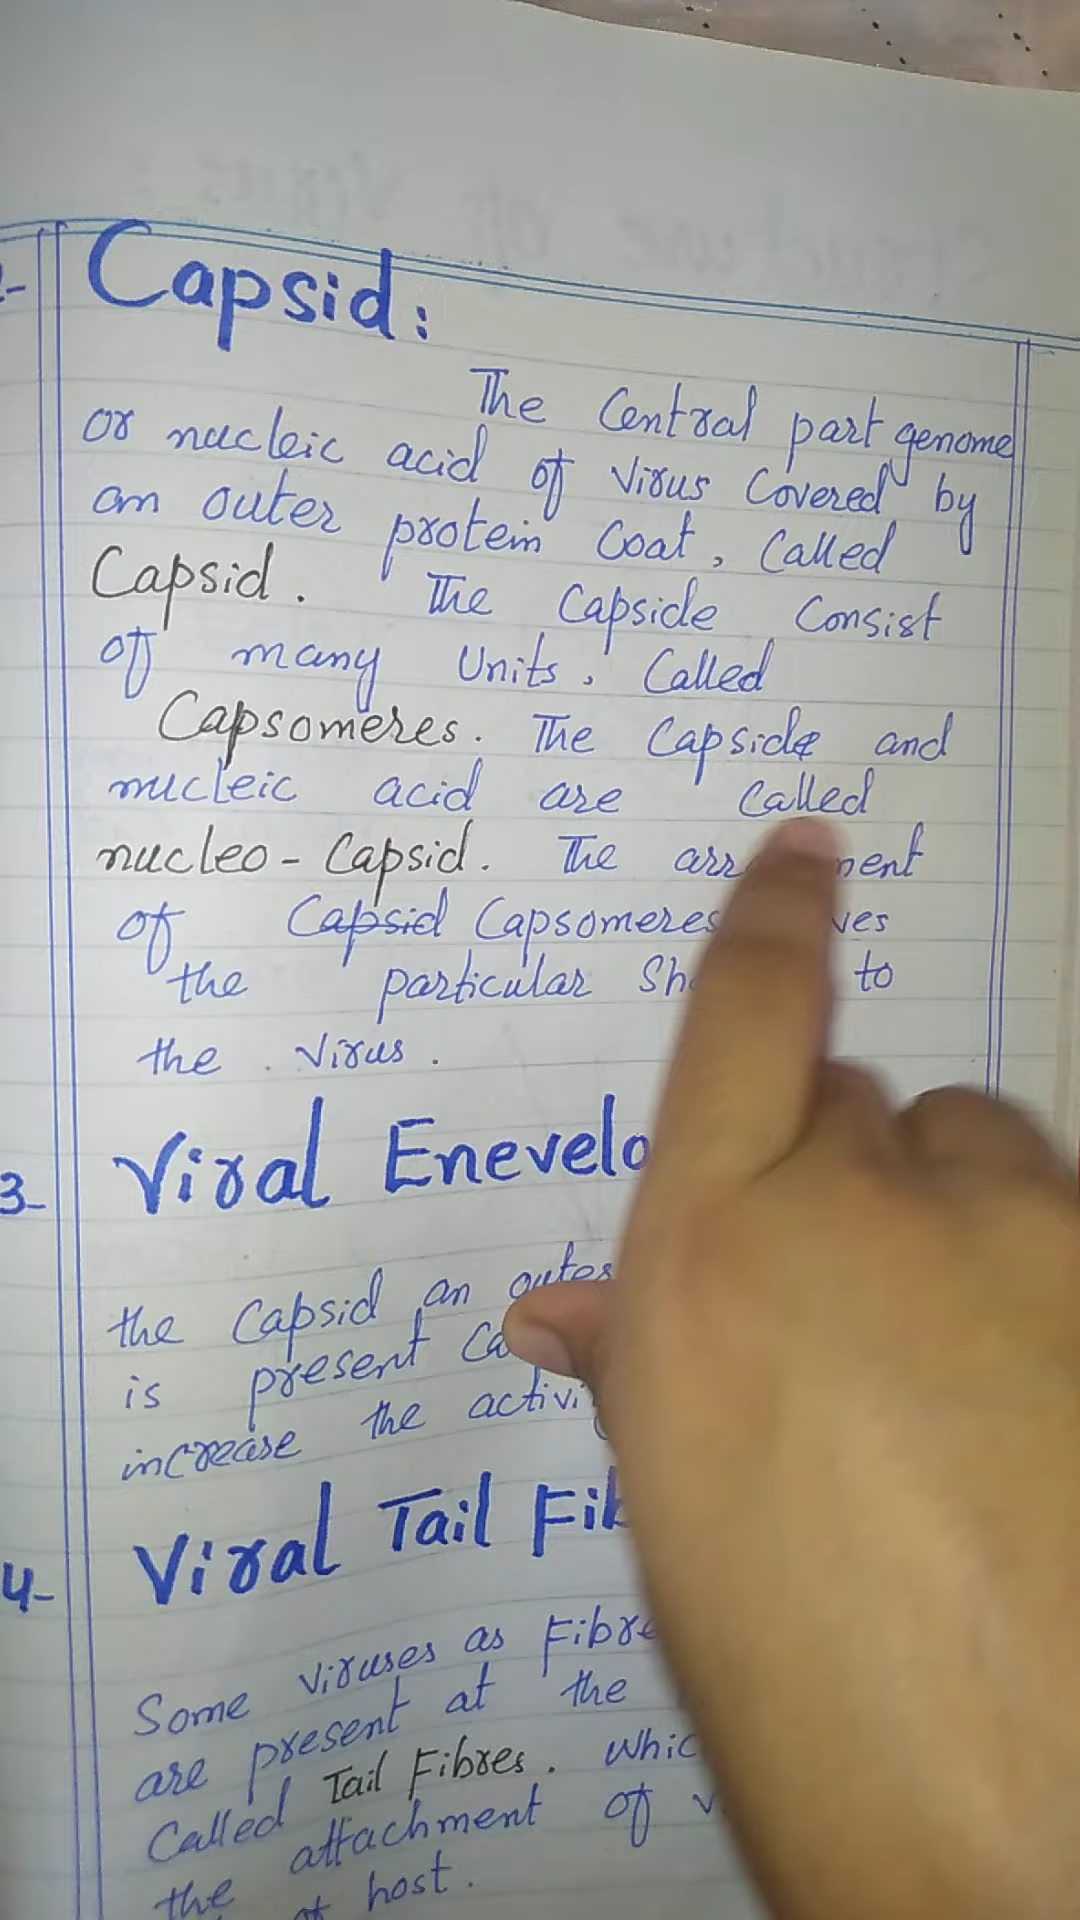 Capsid:
The Central part genome
or nucleic acid of virus Covered by
an outer protein Coat, Called
Capsid. The Capside Consist
of many Units, Called
Capsomeres. The Capside and
nucleic acid are Called
nucleo-Capsid. The
of Capsid Capsomeres
the particular to
the . Virus.
3- Viral
the Capsid an outer
is present
increase the
4- Viral Tail
Some viruses as
are present at the
Called Tail Fibres.
the attachment of
host.